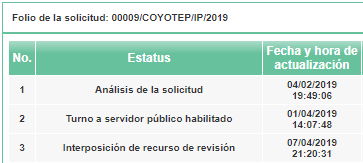 Folio de la solicitud: 00009/COYOTEP/IP/2019
No. Estatus Fecha y hora de actualización
1 Análisis de la solicitud 04/02/2019 19:49:06
2 Turno a servidor público habilitado 01/04/2019 14:07:48
3 Interposición de recurso de revisión 07/04/2019 21:20:31